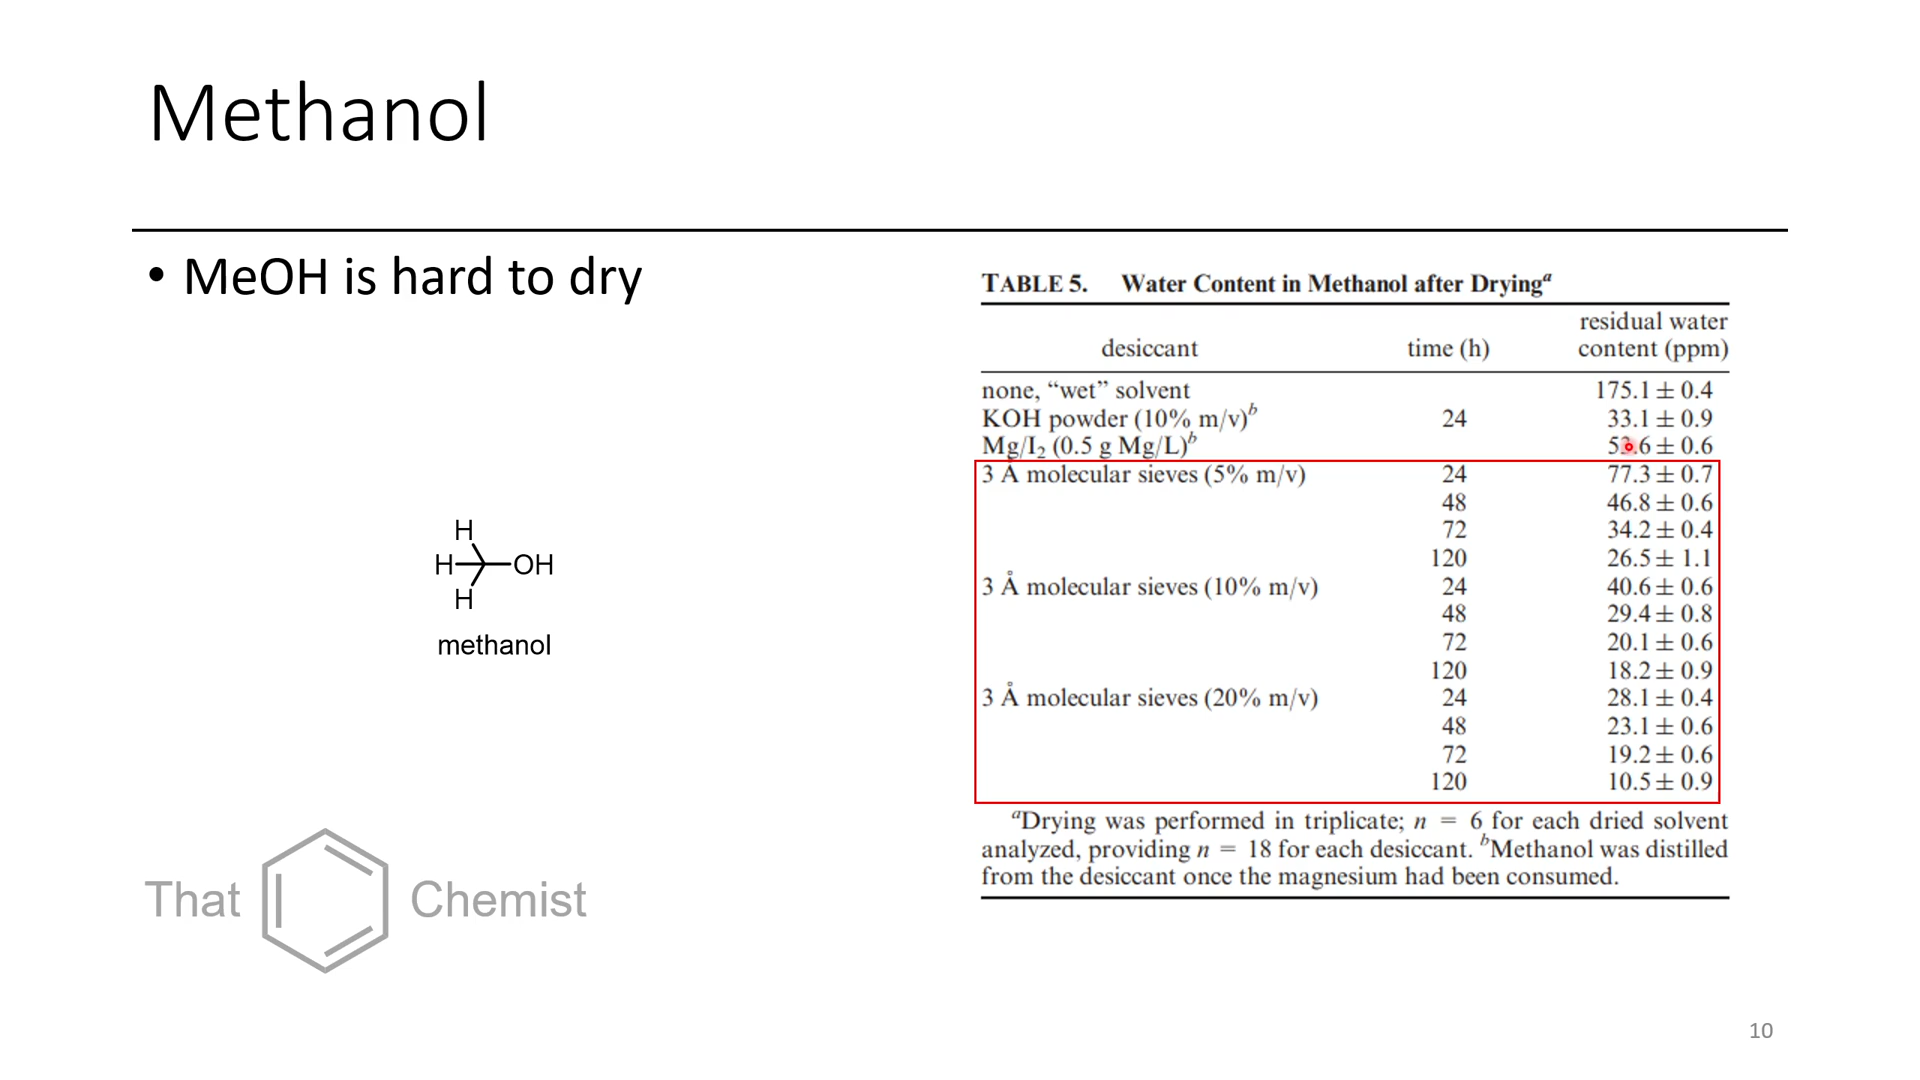 Methanol
• MeOH is hard to dry
H
H OH
H
methanol
That Chemist
TABLE 5. Water Content in Methanol after Drying^a
residual water
desiccant time (h) content (ppm)
none, “wet” solvent 175.1 ± 0.4
KOH powder (10% m/v)^b 24 33.1 ± 0.9
Mg/I₂ (0.5 g Mg/L)^b ± 0.6
3 Å molecular sieves (5% m/v) 24 77.3 ± 0.7
48 46.8 ± 0.6
72 34.2 ± 0.4
120 26.5 ± 1.1
3 Å molecular sieves (10% m/v) 24 40.6 ± 0.6
48 29.4 ± 0.8
72 20.1 ± 0.6
120 18.2 ± 0.9
3 Å molecular sieves (20% m/v) 24 28.1 ± 0.4
48 23.1 ± 0.6
72 19.2 ± 0.6
120 10.5 ± 0.9
^aDrying was performed in triplicate; n = 6 for each dried solvent
analyzed, providing n = 18 for each desiccant. ^bMethanol was distilled
from the desiccant once the magnesium had been consumed.
10